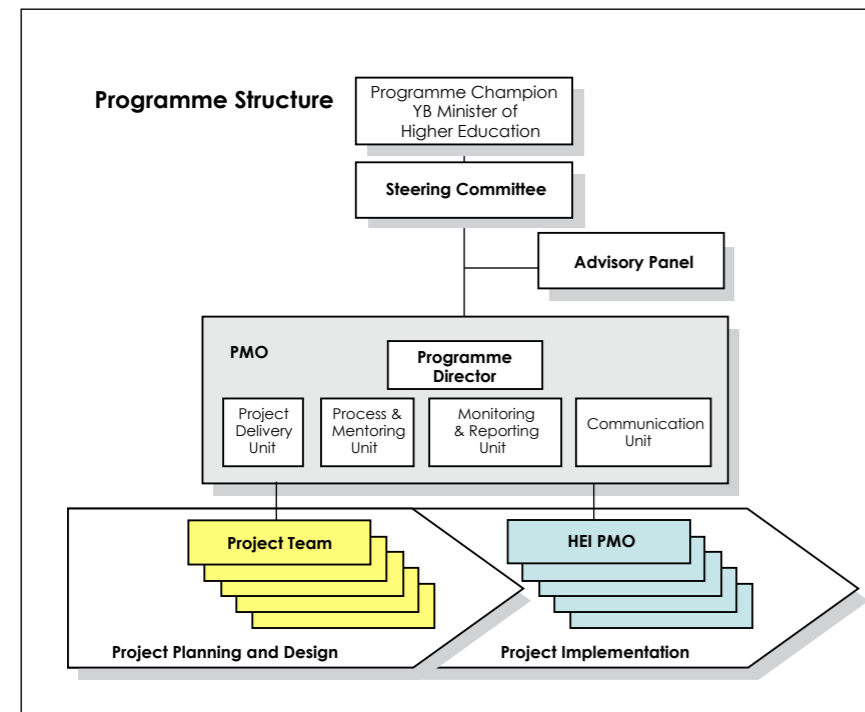 Programme Structure
Programme Champion
YB Minister of
Higher Education
Steering Committee
Advisory Panel
PMO
Programme
Director
Project
Delivery
Unit
Process &
Mentoring
Unit
Monitoring
& Reporting
Unit
Communication
Unit
Project Team
HEI PMO
Project Planning and Design
Project Implementation